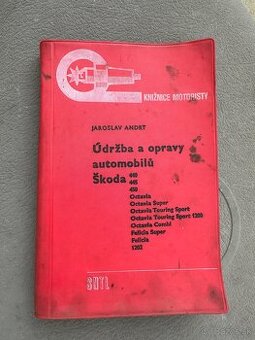 KNIŽNICE MOTORISTY
JAROSLAV ANDRT
Údržba a opravy
automobilů
Škoda 440
445
450
Octavia
Octavia Super
Octavia Touring Sport
Octavia Touring Sport 1200
Octavia Combi
Felicia Super
Felicia
1202
SNTL